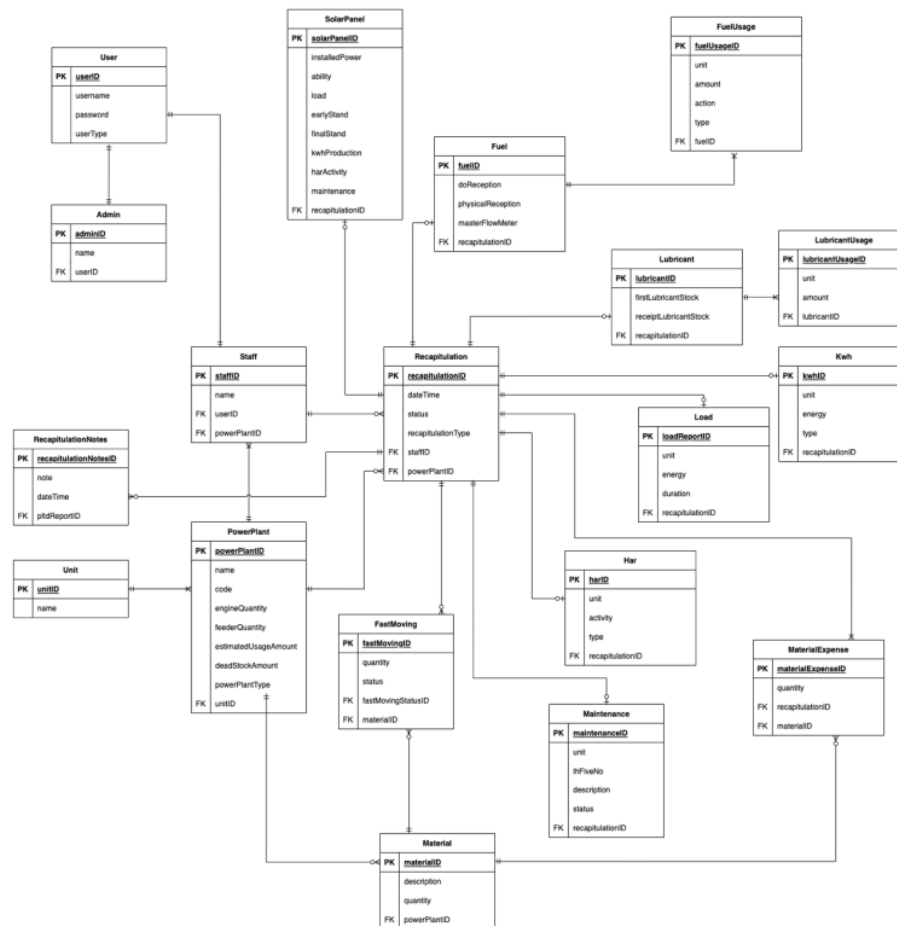 SolarPanel
PK solarPanelID
installedPower
ability
load
earlyStand
finalStand
kwhProduction
harActivity
maintenance
FK recapitulationID
FuelUsage
PK fuelUsageID
unit
amount
action
type
FK fuelID
User
PK userID
username
password
userType
Fuel
PK fuelID
doReception
physicalReception
masterFlowMeter
FK recapitulationID
Admin
PK adminID
name
FK userID
Lubricant
PK lubricantID
firstLubricantStock
receiptLubricantStock
FK recapitulationID
LubricantUsage
PK lubricantUsageID
unit
amount
FK lubricantID
Staff
PK staffID
name
FK userID
FK powerPlantID
Recapitulation
PK recapitulationID
dateTime
status
recapitulationType
FK staffID
FK powerPlantID
Kwh
PK kwhID
unit
energy
type
FK recapitulationID
Load
PK loadReportID
unit
energy
duration
FK recapitulationID
RecapitulationNotes
PK recapitulationNotesID
note
dateTime
FK pltdReportID
PowerPlant
PK powerPlantID
name
code
engineQuantity
feederQuantity
estimatedUsageAmount
deadStockAmount
powerPlantType
FK unitID
Unit
PK unitID
name
Har
PK harID
unit
activity
type
FK recapitulationID
FastMoving
PK fastMovingID
quantity
status
FK fastMovingStatusID
FK materialID
MaterialExpense
PK materialExpenseID
quantity
FK recapitulationID
FK materialID
Maintenance
PK maintenanceID
unit
lhFiveNo
description
status
FK recapitulationID
Material
PK materialID
description
quantity
FK powerPlantID